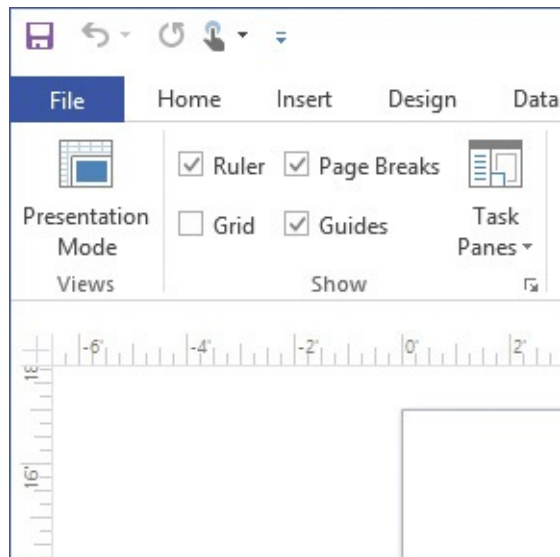 File Home Insert Design Data
Ruler Page Breaks
Presentation Mode
Grid Guides
Task Panes
Views Show
-6' -4' -2' 0' 2'
18
16'